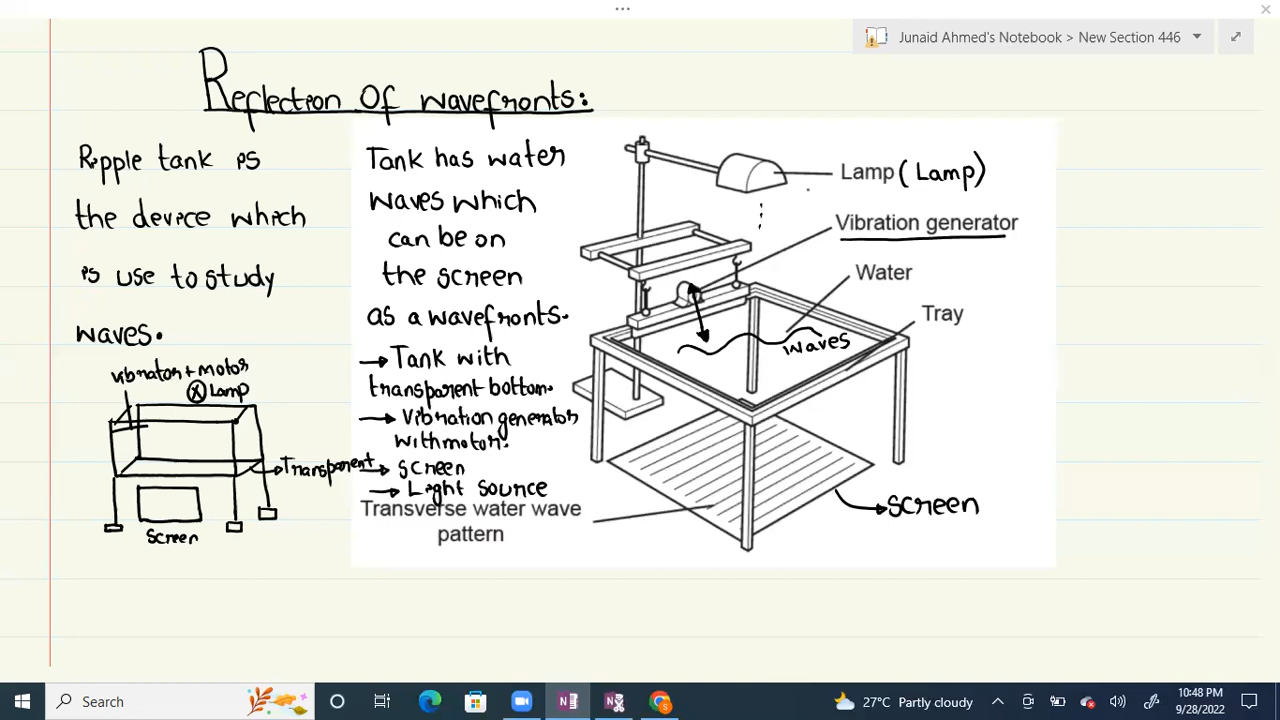 Junaid Ahmed's Notebook > New Section 446
Reflection Of wavefronts:
Ripple tank is
the device which
is use to study
waves.
vibrator + motor
Lamp
Transparent
Screen
Tank has water
waves which
can be on
the screen
as a wavefronts.
→ Tank with
transparent bottom.
→ Vibration generator
with motor.
→ Screen
→ Light source
Transverse water wave
pattern
Lamp (Lamp)
Vibration generator
Water
Tray
waves
Screen
Search
27°C Partly cloudy
10:48 PM
9/28/2022